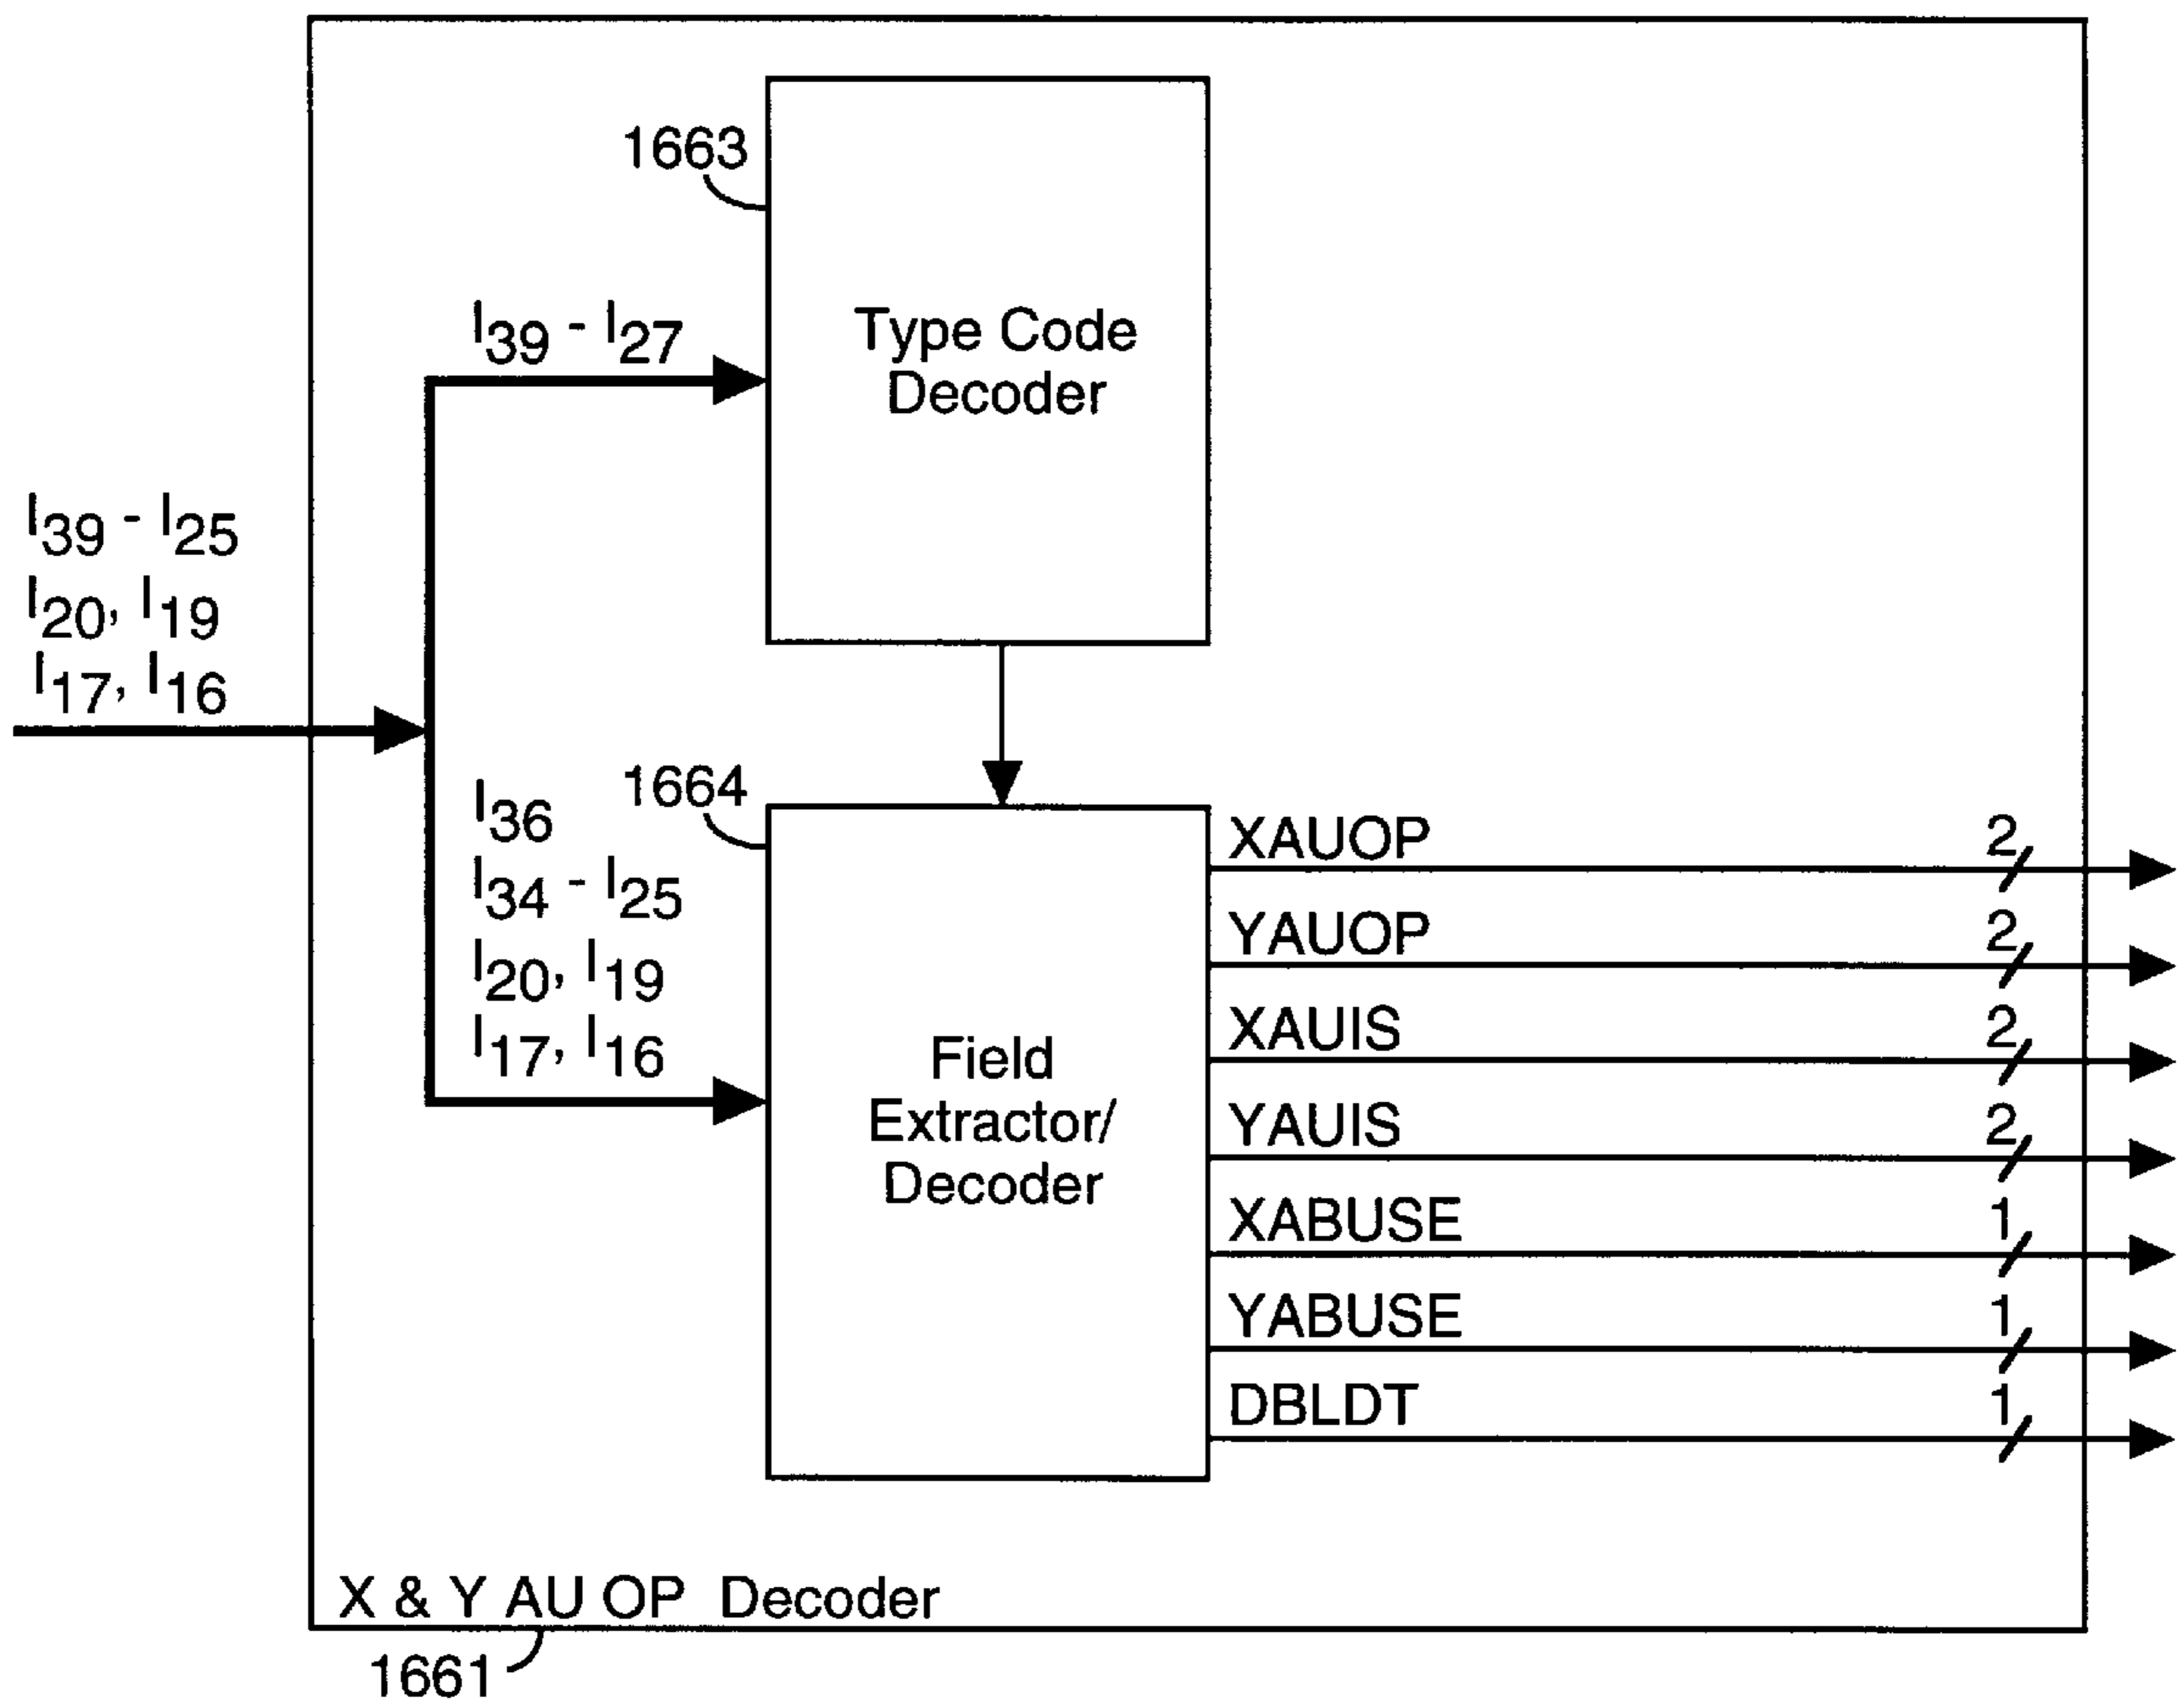 1663
I39 - I27
Type Code
Decoder
I39 - I25
I20, I19
I17, I16
I36
I34 - I25
I20, I19
I17, I16
1664
Field
Extractor/
Decoder
XAUOP 2
YAUOP 2
XAUIS 2
YAUIS 2
XABUSE 1
YABUSE 1
DBLDT 1
X & Y AU OP Decoder
1661